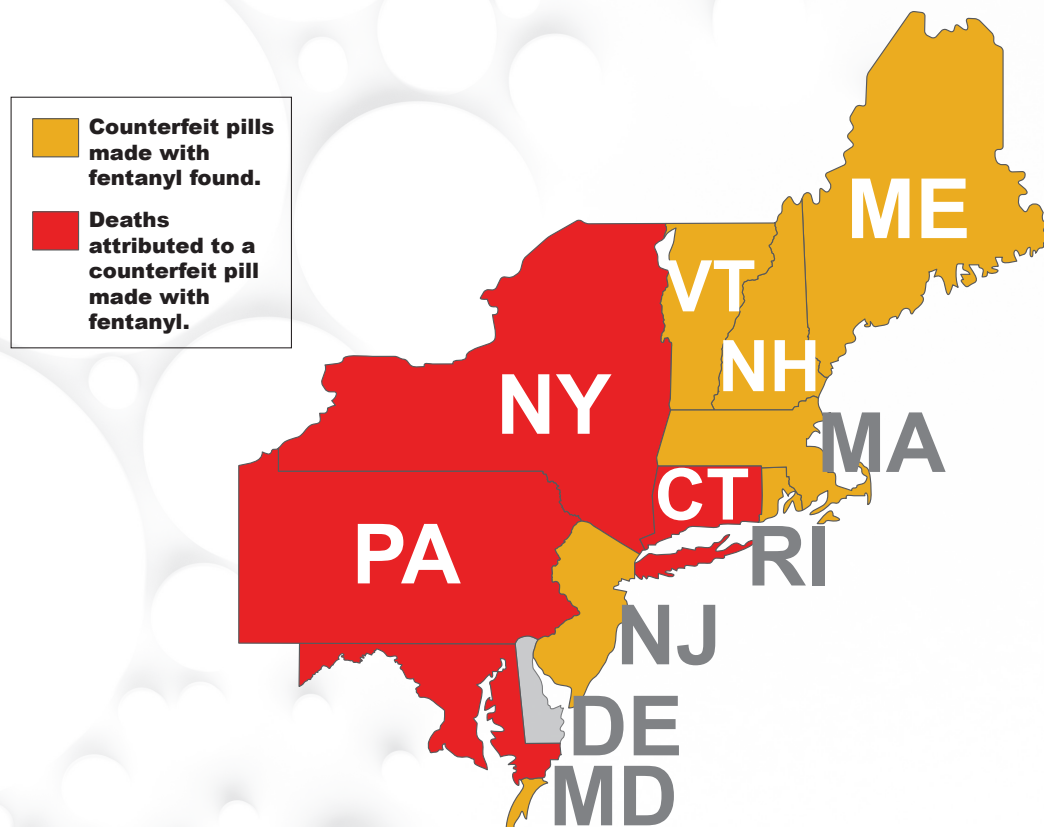 Counterfeit pills
made with
fentanyl found.
Deaths
attributed to a
counterfeit pill
made with
fentanyl.
ME
VT
NH
NY
MA
CT
PA
RI
NJ
DE
MD